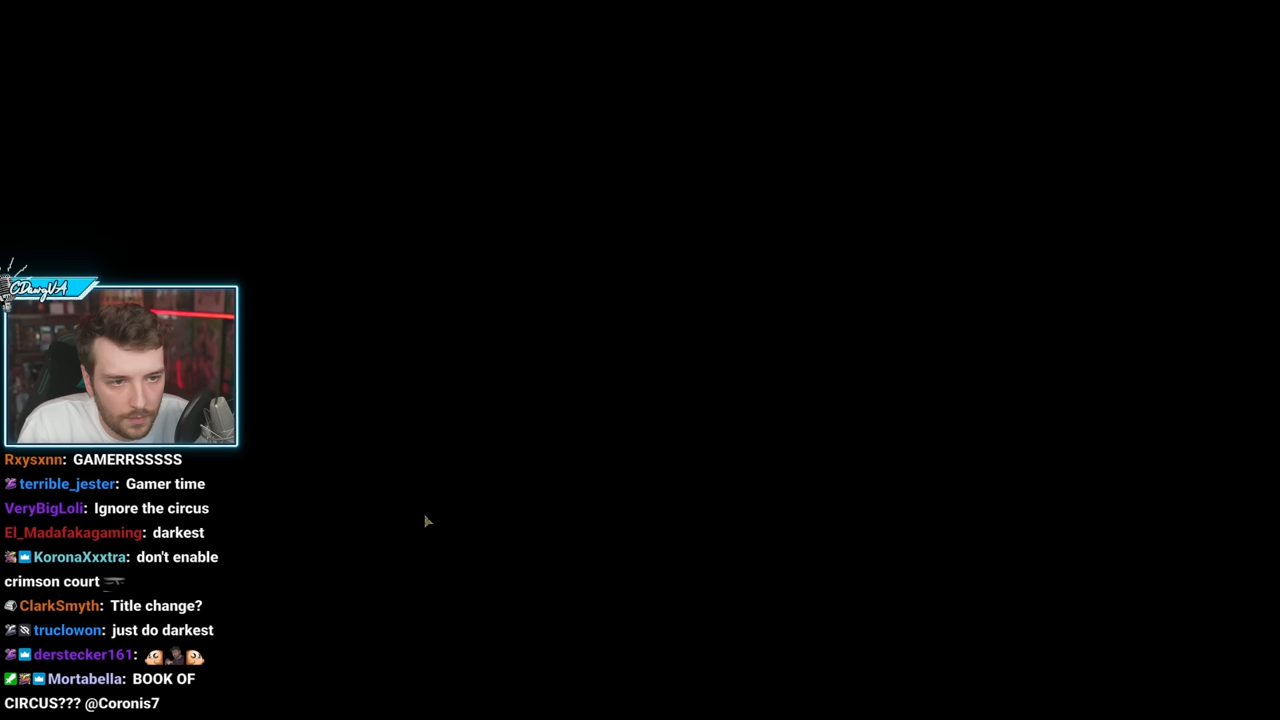 CDawgVA
Rxysxnn: GAMERRSSSSS
terrible_jester: Gamer time
VeryBigLoli: Ignore the circus
El_Madafakagaming: darkest
KoronaXxxtra: don't enable
crimson court
ClarkSmyth: Title change?
truclowon: just do darkest
derstecker161:
Mortabella: BOOK OF
CIRCUS??? @Coronis7